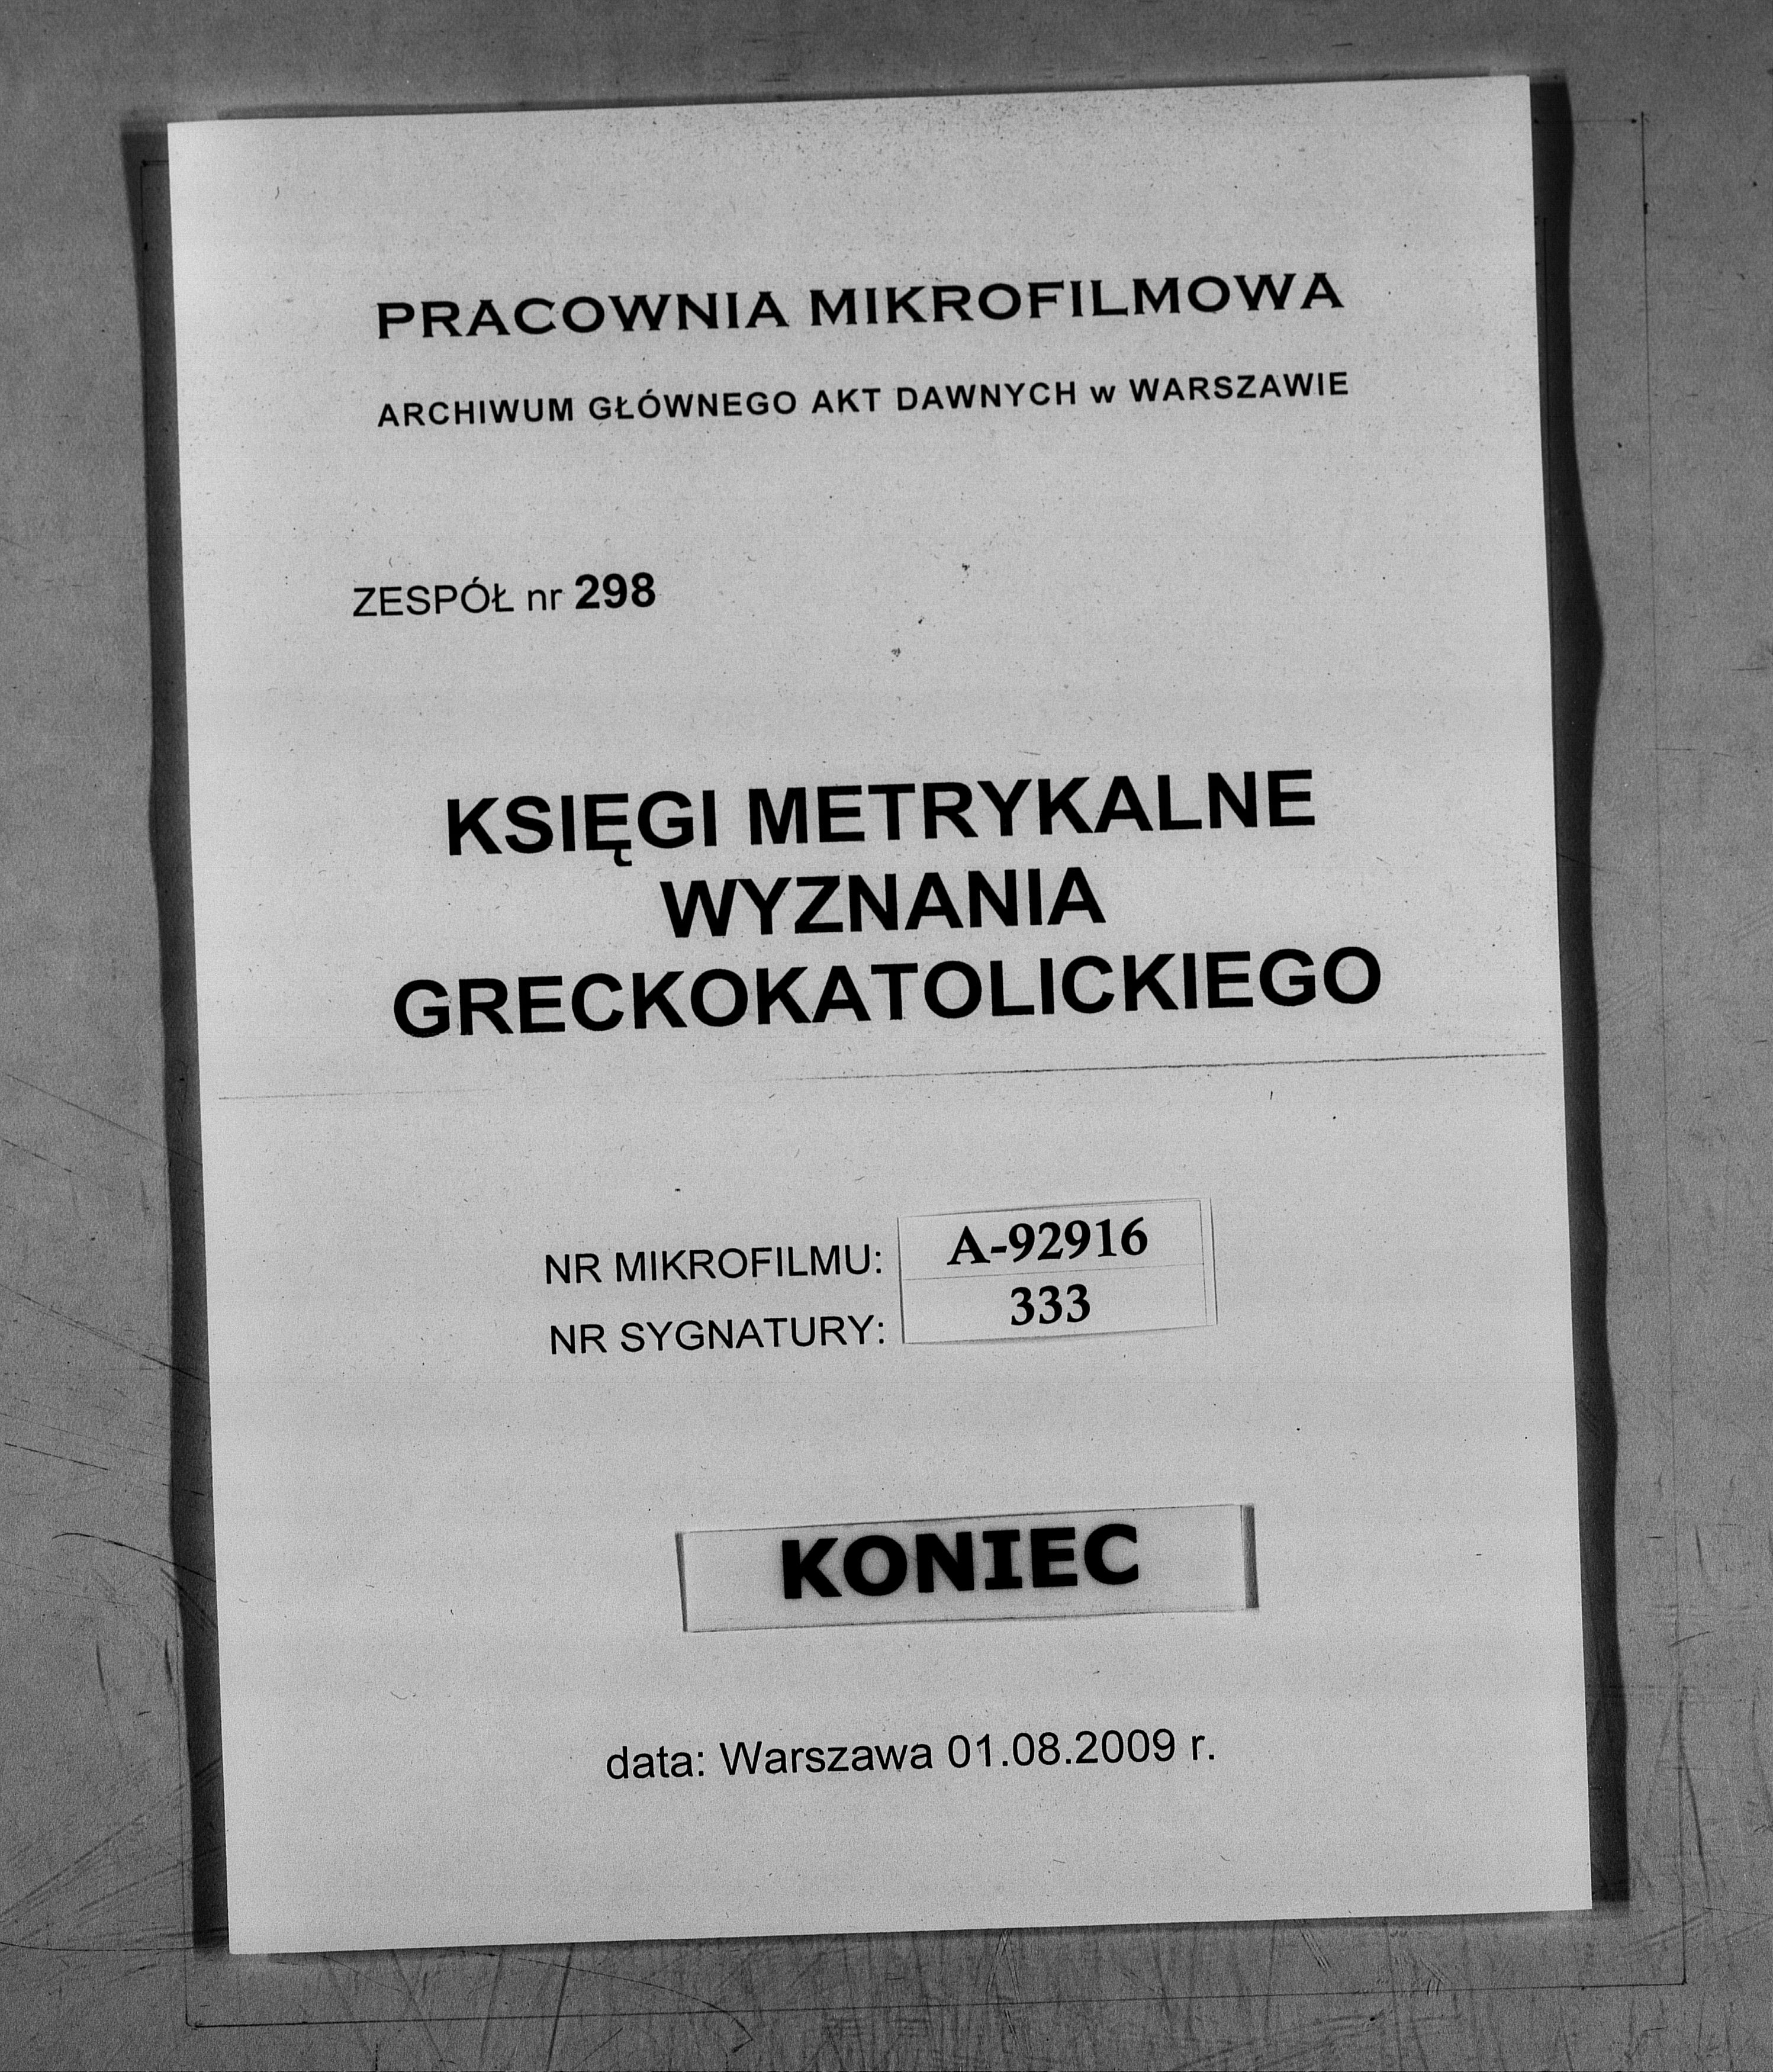 PRACOWNIA MIKROFILMOWA
ARCHIWUM GŁÓWNEGO AKT DAWNYCH w WARSZAWIE
ZESPÓŁ nr 298
KSIĘGI METRYKALNE
WYZNANIA
GRECKOKATOLICKIEGO
NR MIKROFILMU: A-92916
NR SYGNATURY: 333
KONIEC
data: Warszawa 01.08.2009 r.